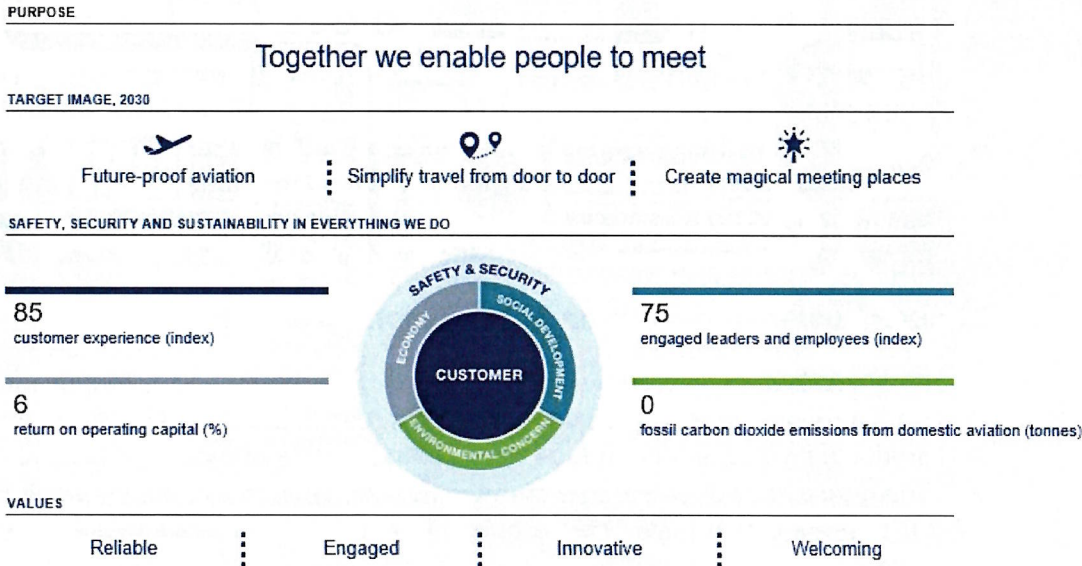 PURPOSE
Together we enable people to meet
TARGET IMAGE, 2030
Future-proof aviation
Simplify travel from door to door
Create magical meeting places
SAFETY, SECURITY AND SUSTAINABILITY IN EVERYTHING WE DO
85
customer experience (index)
6
return on operating capital (%)
SAFETY & SECURITY
ECONOMY
SOCIAL DEVELOPMENT
CUSTOMER
ENVIRONMENTAL CONCERN
75
engaged leaders and employees (index)
0
fossil carbon dioxide emissions from domestic aviation (tonnes)
VALUES
Reliable
Engaged
Innovative
Welcoming